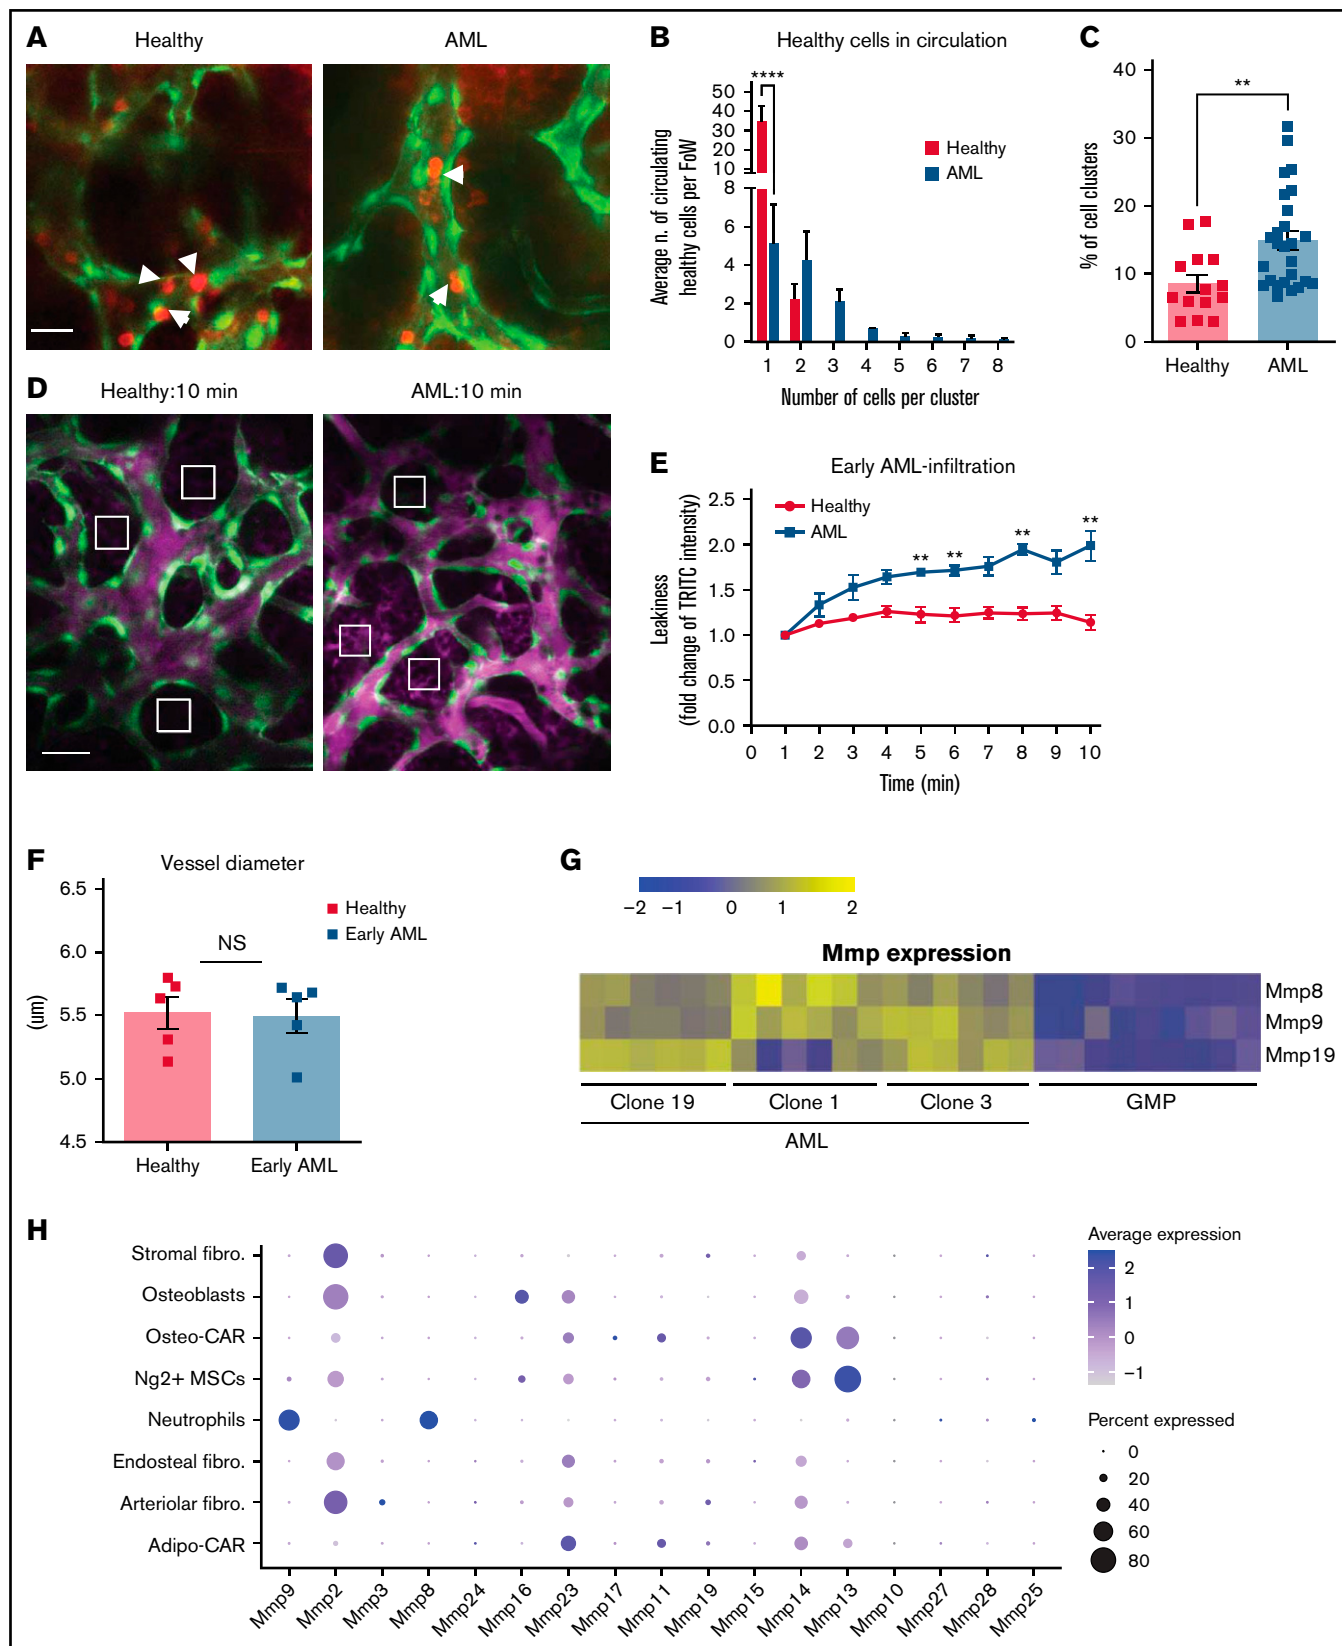 A
Healthy
AML
B
Healthy cells in circulation
****
Average n. of circulating
healthy cells per FoW
50
40
30
20
10
8
6
4
2
0
Healthy
AML
1 2 3 4 5 6 7 8
Number of cells per cluster
C
% of cell clusters
40
30
20
10
0
**
Healthy AML
D
Healthy:10 min
AML:10 min
E
Early AML-infiltration
Leakiness
(fold change of TRITC intensity)
2.5
2.0
1.5
1.0
0.5
0.0
Healthy
AML
** ** ** **
0 1 2 3 4 5 6 7 8 9 10
Time (min)
F
Vessel diameter
(um)
6.5
6.0
5.5
5.0
4.5
NS
Healthy
Early AML
Healthy Early AML
G
−2 −1 0 1 2
Mmp expression
Mmp8
Mmp9
Mmp19
Clone 19 Clone 1 Clone 3 GMP
AML
H
Stromal fibro.
Osteoblasts
Osteo-CAR
Ng2+ MSCs
Neutrophils
Endosteal fibro.
Arteriolar fibro.
Adipo-CAR
Mmp9 Mmp2 Mmp3 Mmp8 Mmp24 Mmp16 Mmp23 Mmp17 Mmp11 Mmp19 Mmp15 Mmp14 Mmp13 Mmp10 Mmp27 Mmp28 Mmp25
Average expression
2
1
0
−1
Percent expressed
0
20
40
60
80